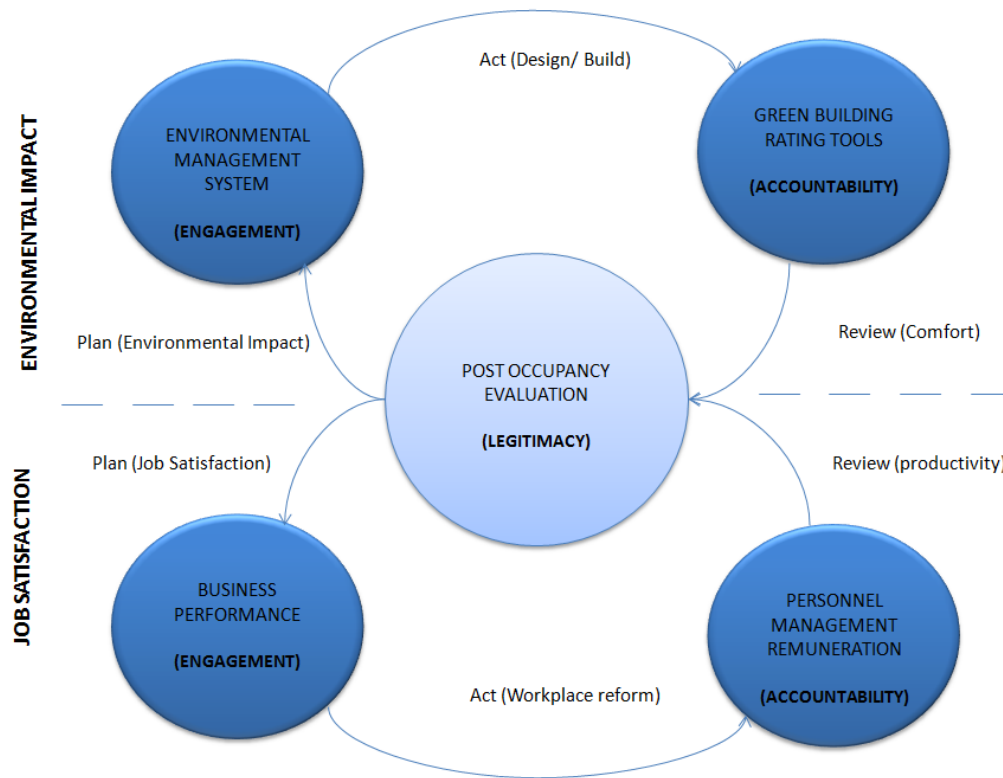 ENVIRONMENTAL IMPACT
Act (Design/ Build)
ENVIRONMENTAL
MANAGEMENT
SYSTEM
(ENGAGEMENT)
GREEN BUILDING
RATING TOOLS
(ACCOUNTABILITY)
Plan (Environmental Impact)
Review (Comfort)
POST OCCUPANCY
EVALUATION
(LEGITIMACY)
JOB SATISFACTION
Plan (Job Satisfaction)
Review (productivity)
BUSINESS
PERFORMANCE
(ENGAGEMENT)
PERSONNEL
MANAGEMENT
REMUNERATION
(ACCOUNTABILITY)
Act (Workplace reform)